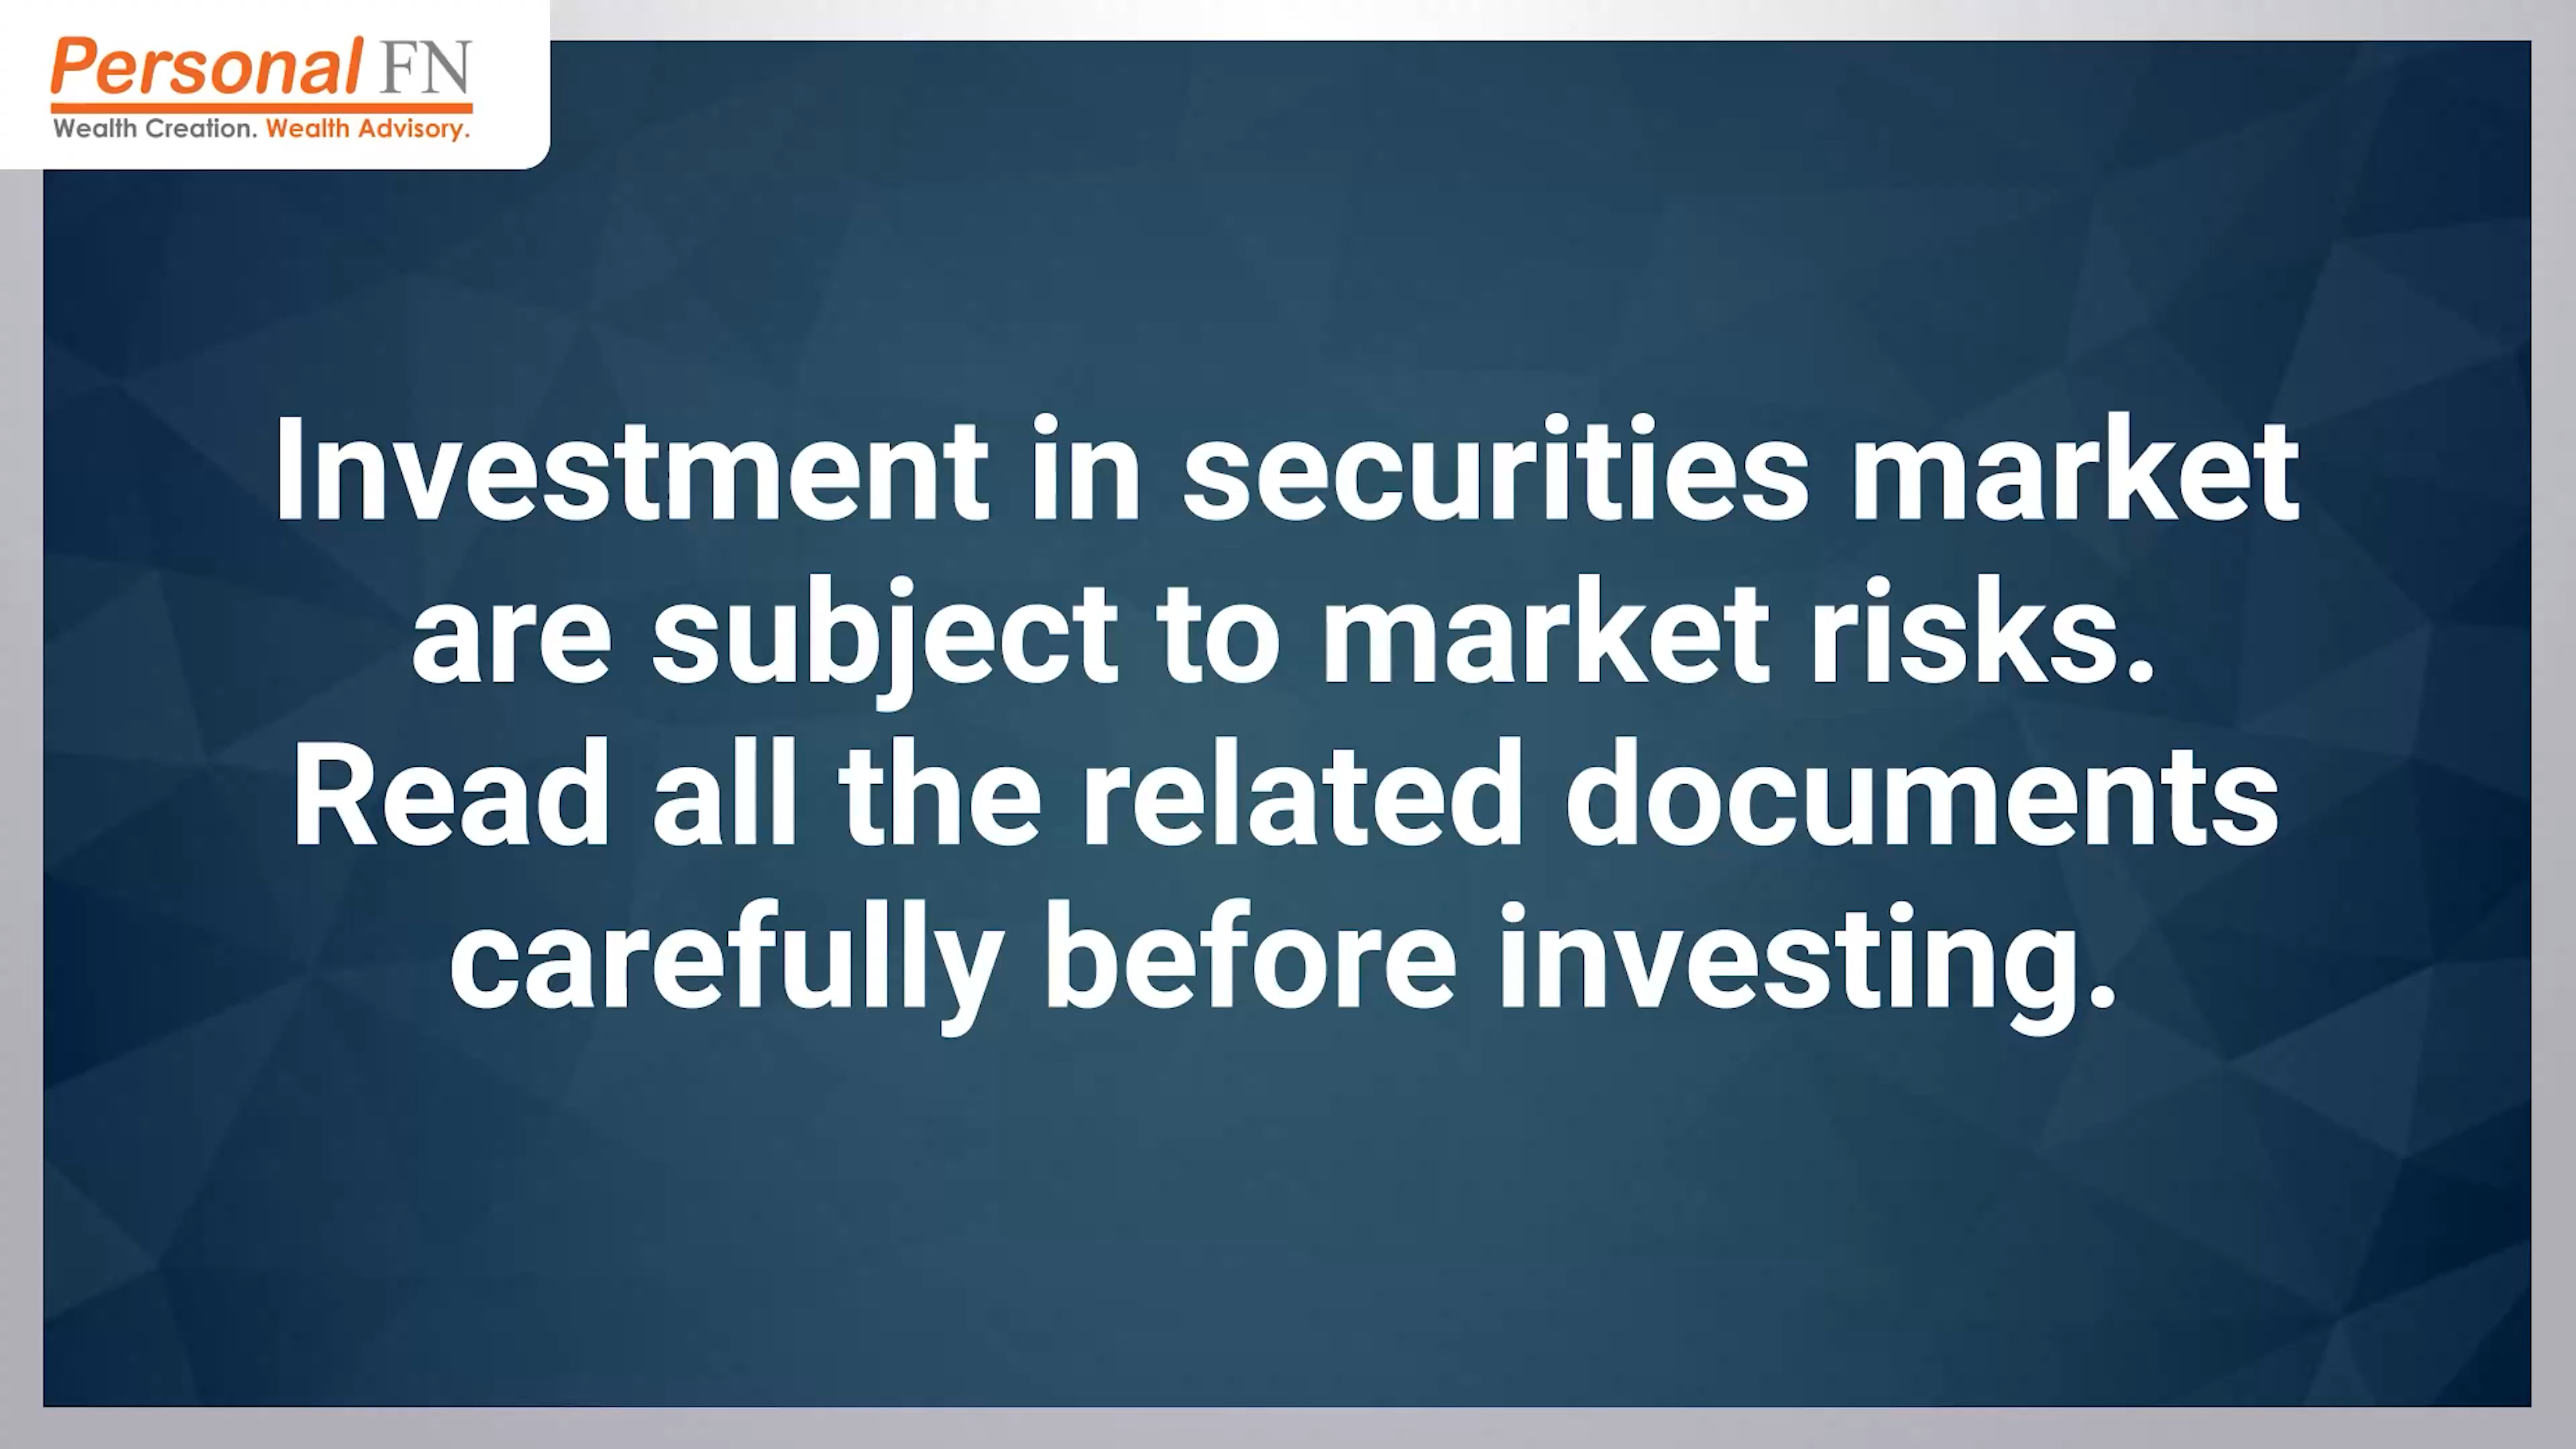 Personal FN
Wealth Creation. Wealth Advisory.
Investment in securities market
are subject to market risks.
Read all the related documents
carefully before investing.